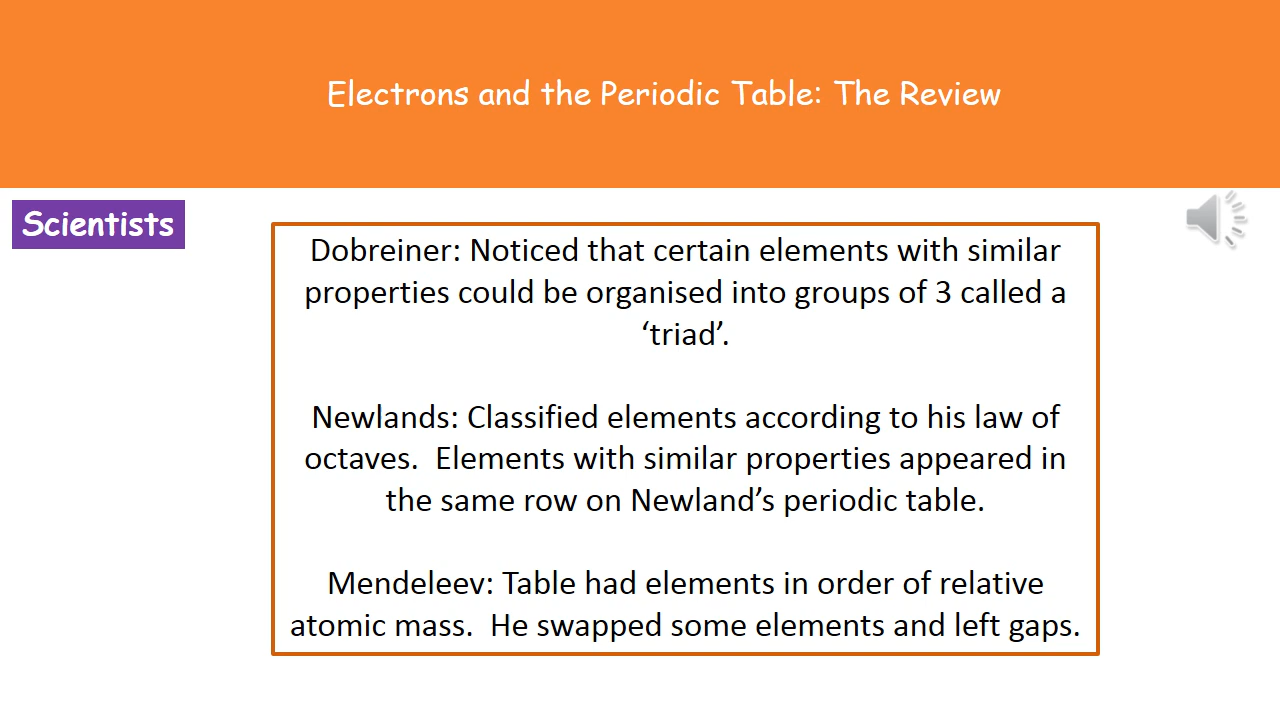 Electrons and the Periodic Table: The Review
Scientists
Dobreiner: Noticed that certain elements with similar
properties could be organised into groups of 3 called a
‘triad’.
Newlands: Classified elements according to his law of
octaves.  Elements with similar properties appeared in
the same row on Newland’s periodic table.
Mendeleev: Table had elements in order of relative
atomic mass.  He swapped some elements and left gaps.